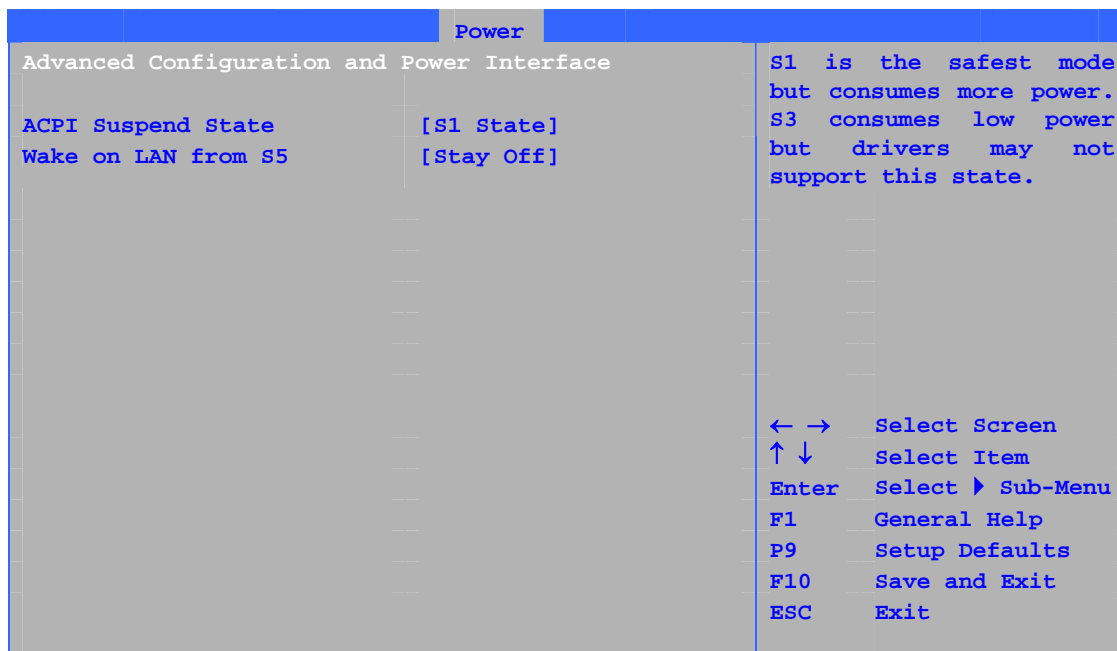 Power
Advanced Configuration and Power Interface
ACPI Suspend State [S1 State]
Wake on LAN from S5 [Stay Off]
S1 is the safest mode
but consumes more power.
S3 consumes low power
but drivers may not
support this state.
← → Select Screen
↑ ↓ Select Item
Enter Select ▶ Sub-Menu
F1 General Help
P9 Setup Defaults
F10 Save and Exit
ESC Exit